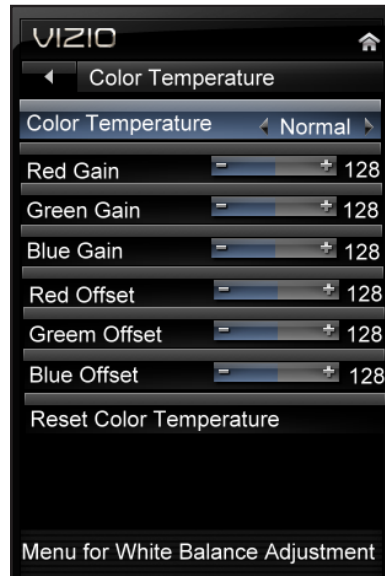 VIZIO
Color Temperature
Color Temperature Normal
Red Gain - + 128
Green Gain - + 128
Blue Gain - + 128
Red Offset - + 128
Greem Offset - + 128
Blue Offset - + 128
Reset Color Temperature
Menu for White Balance Adjustment